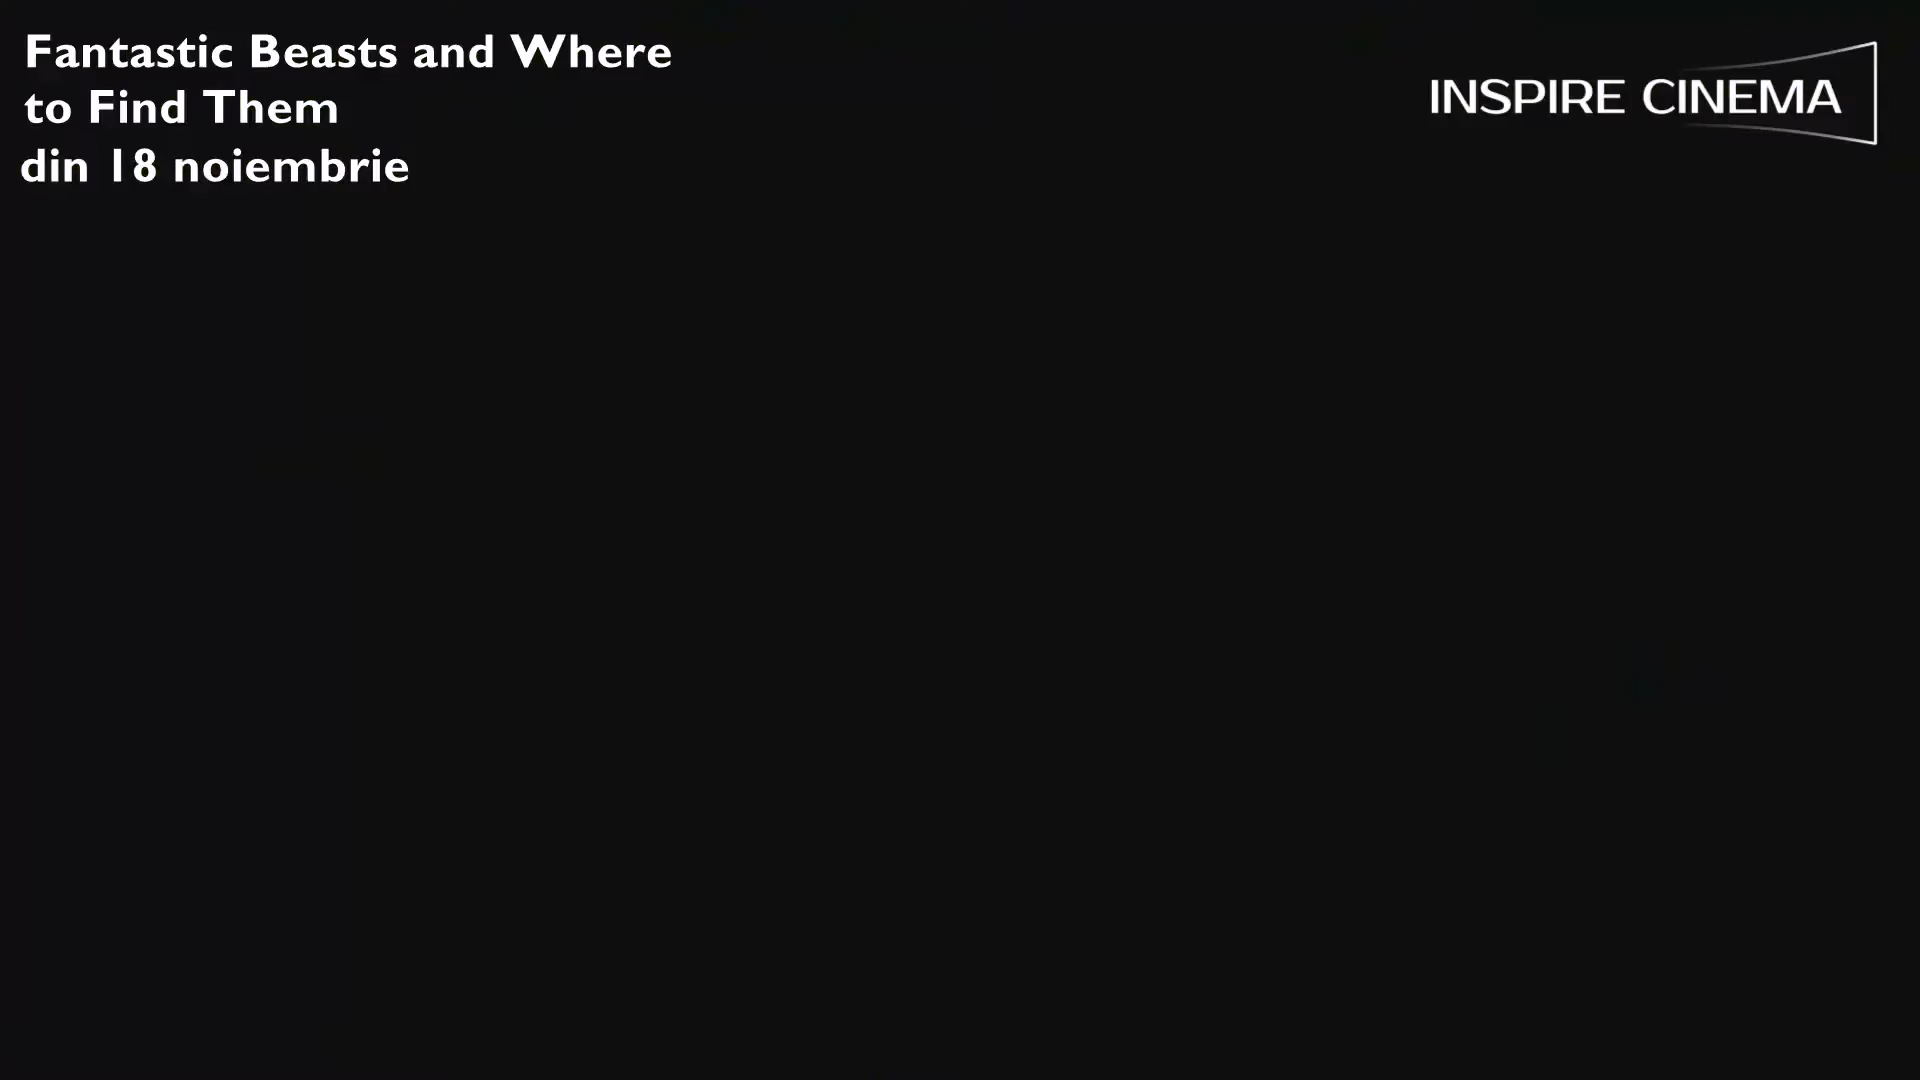 Fantastic Beasts and Where
to Find Them
din 18 noiembrie
INSPIRE CINEMA